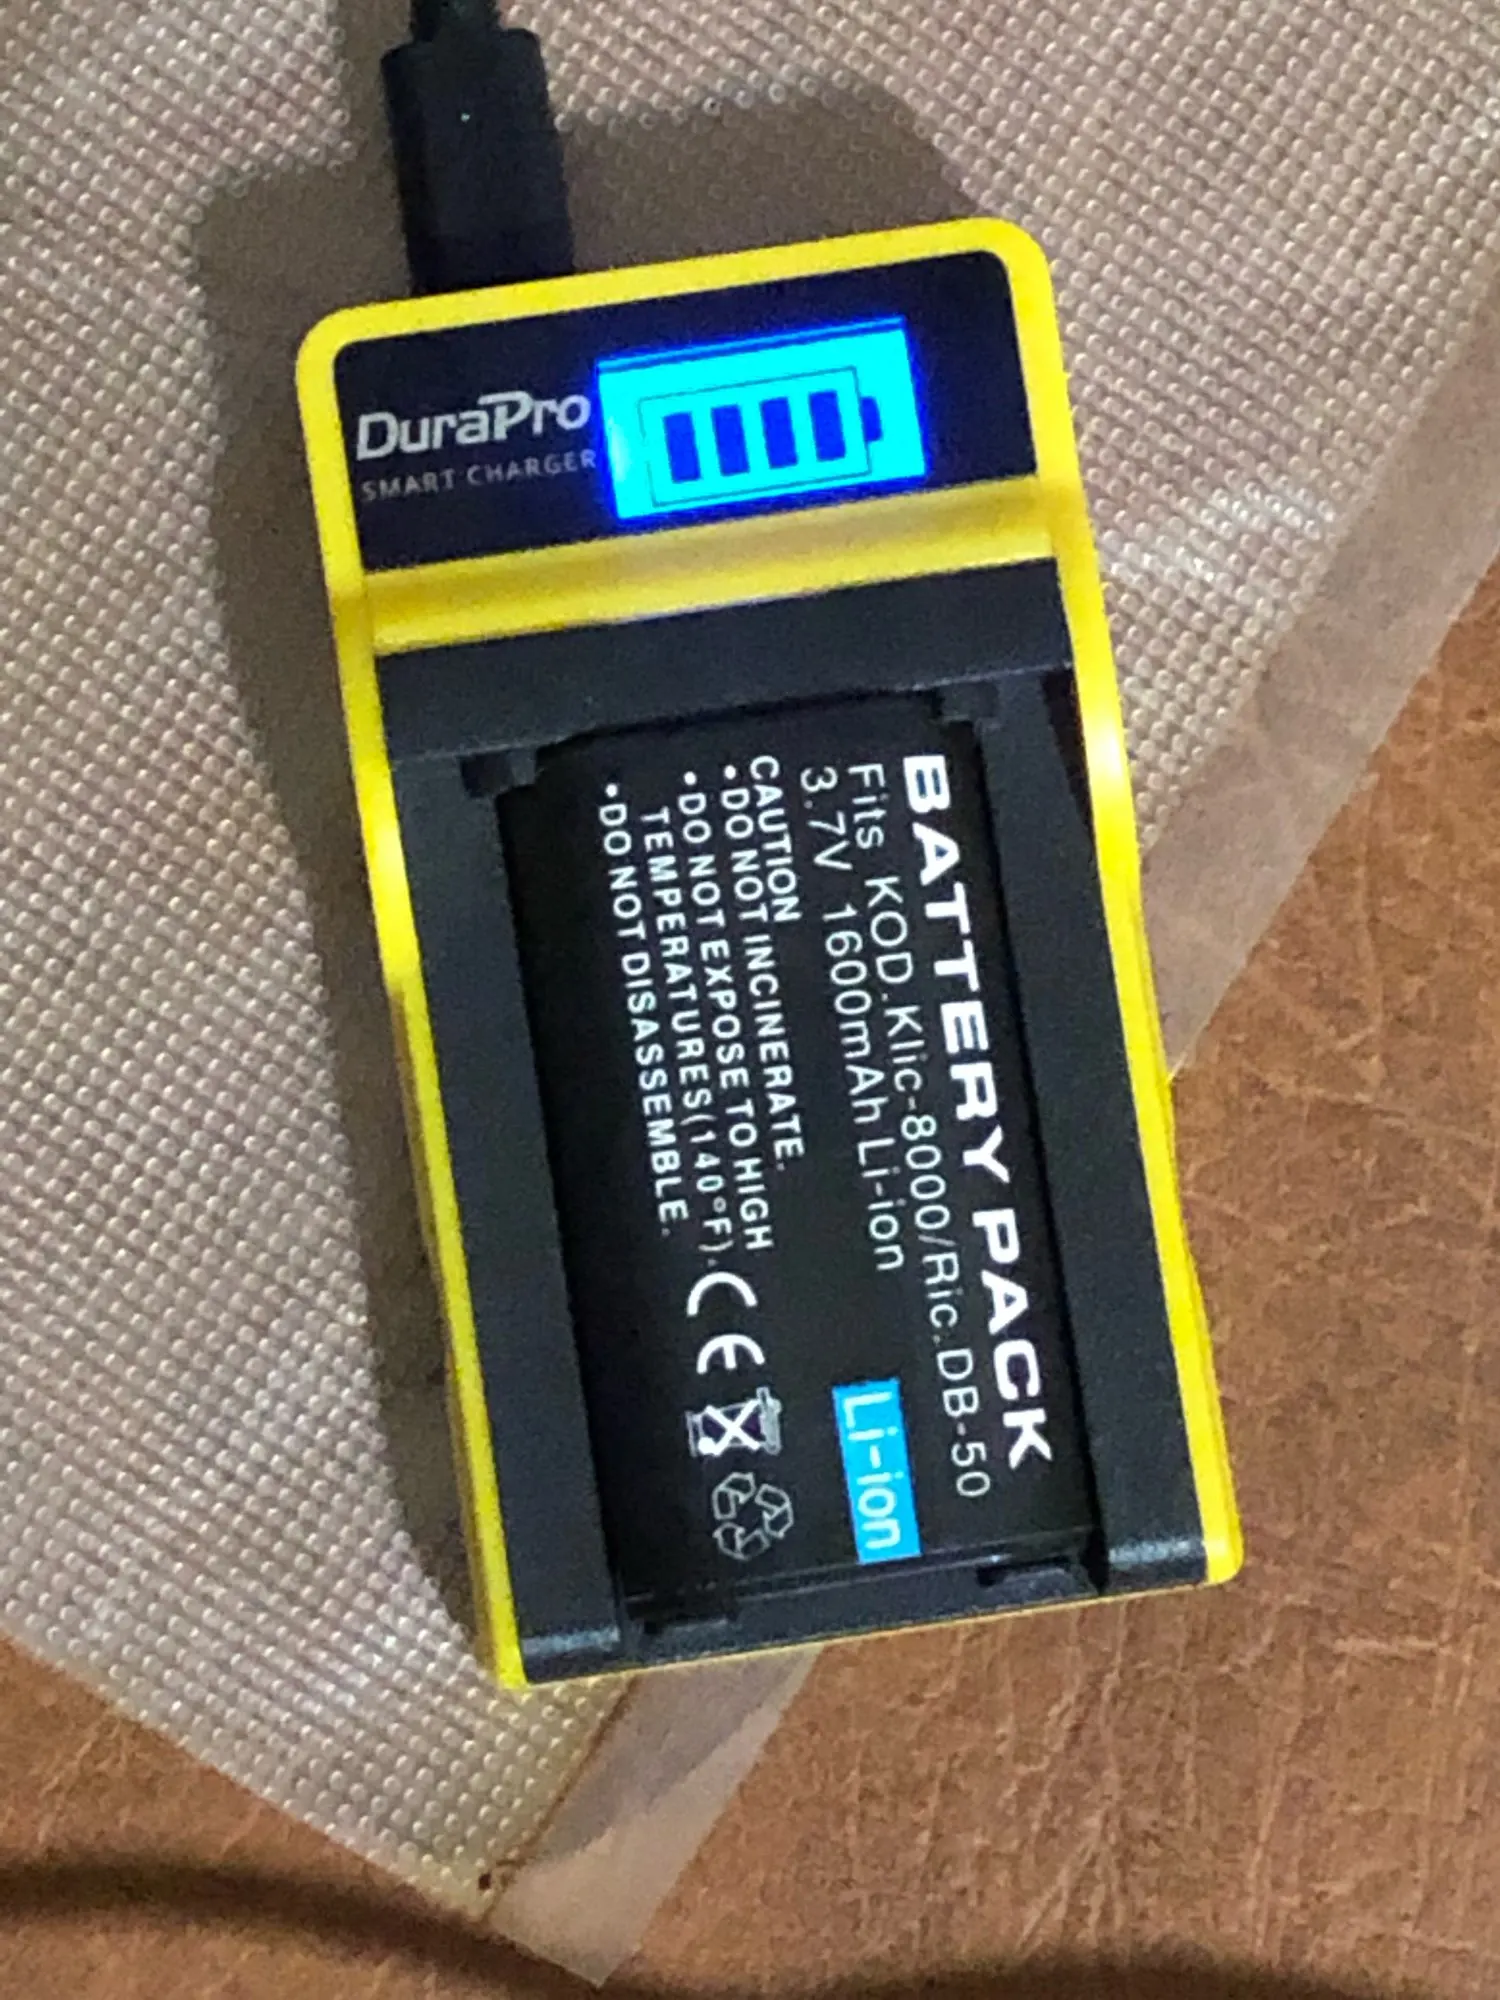 DuraPro
SMART CHARGER
BATTERY PACK
Fits KOD.Klic-8000/Ric.DB-50
3.7V 1600mAh Li-ion
Li-ion
CAUTION
•DO NOT INCINERATE.
•DO NOT EXPOSE TO HIGH
TEMPERATURES(140°F).
•DO NOT DISASSEMBLE.
CE